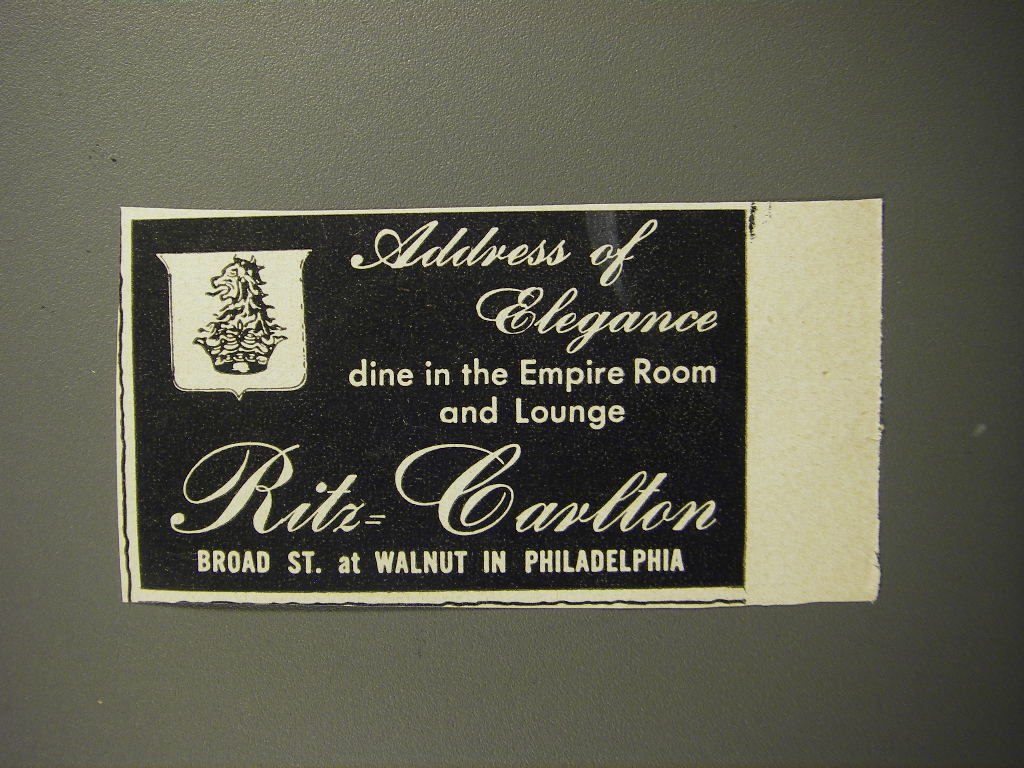 Address of
Elegance
dine in the Empire Room
and Lounge
Ritz=Carlton
BROAD ST. at WALNUT IN PHILADELPHIA